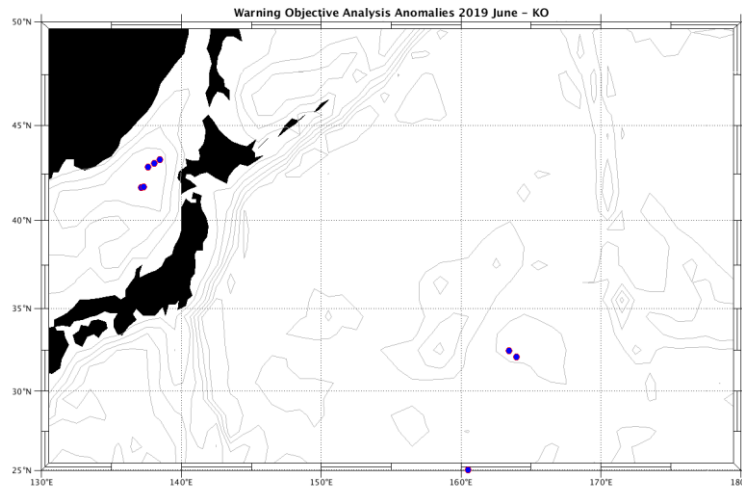 Warning Objective Analysis Anomalies 2019 June – KO
50°N
45°N
40°N
35°N
30°N
25°N
130°E
140°E
150°E
160°E
170°E
180